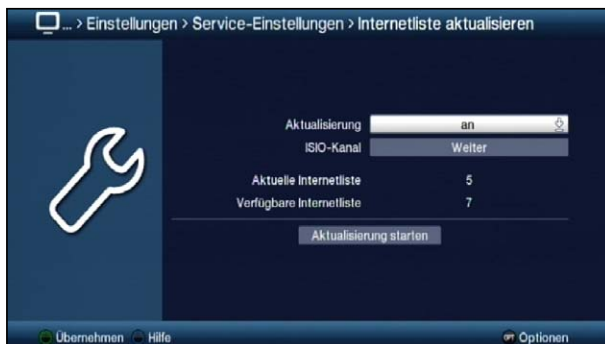 ... > Einstellungen > Service-Einstellungen > Internetliste aktualisieren
Aktualisierung an
ISIO-Kanal Weiter
Aktuelle Internetliste 5
Verfügbare Internetliste 7
Aktualisierung starten
Übernehmen Hilfe OPT Optionen